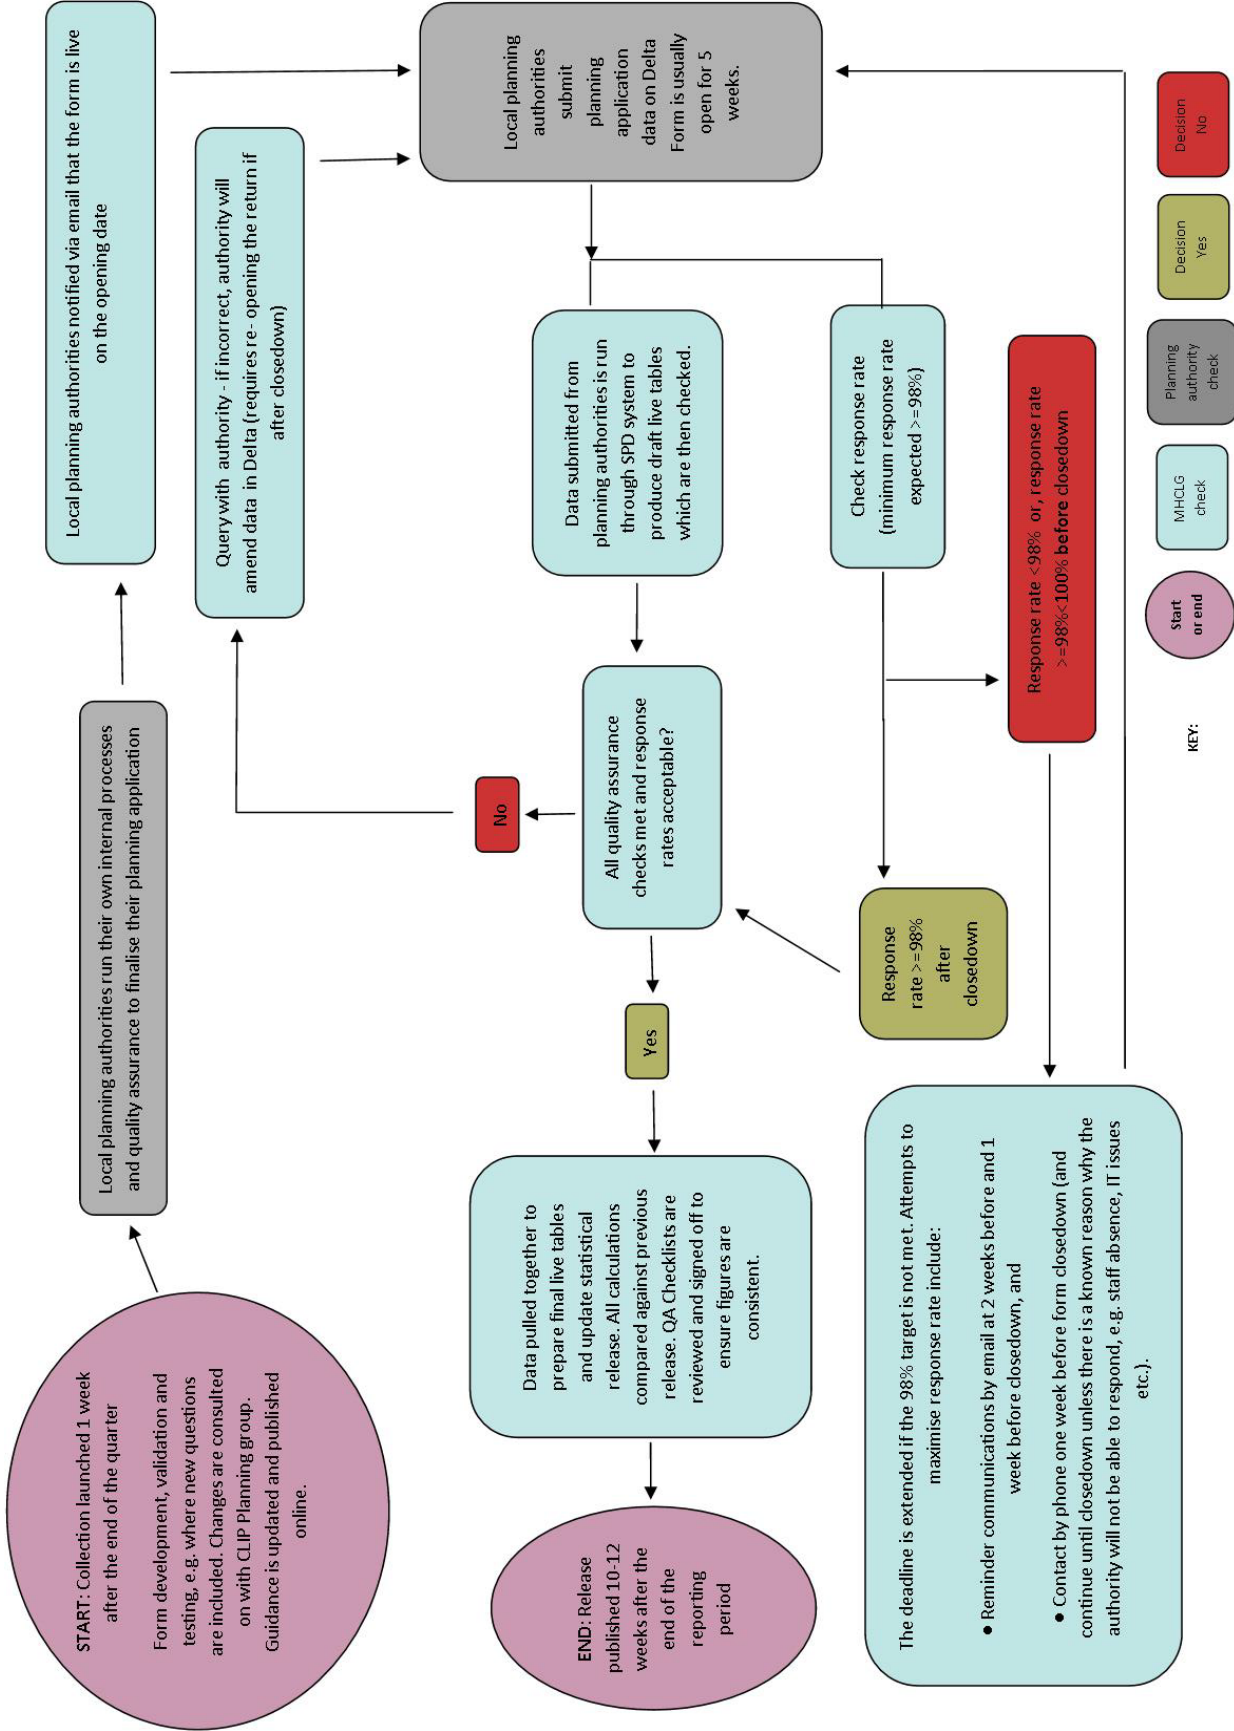 START: Collection launched 1 week
after the end of the quarter
Form development, validation and
testing, e.g. where new questions
are included. Changes are consulted
on with CLIP Planning group.
Guidance is updated and published
online.
Local planning authorities run their own internal processes
and quality assurance to finalise their planning application
Local planning authorities notified via email that the form is live
on the opening date
Query with authority - if incorrect, authority will
amend data in Delta (requires re - opening the return if
after closedown)
Local planning
authorities
submit
planning
application
data on Delta
Form is usually
open for 5
weeks.
Data submitted from
planning authorities is run
through SPD system to
produce draft live tables
which are then checked.
Check response rate
(minimum response rate
expected >=98%)
Response rate <98% or, response rate
>=98%<100% before closedown
Response
rate >=98%
after
closedown
All quality assurance
checks met and response
rates acceptable?
No
Yes
Data pulled together to
prepare final live tables
and update statistical
release. All calculations
compared against previous
release. QA Checklists are
reviewed and signed off to
ensure figures are
consistent.
END: Release
published 10-12
weeks after the
end of the
reporting
period
The deadline is extended if the 98% target is not met. Attempts to
maximise response rate include:
● Reminder communications by email at 2 weeks before and 1
week before closedown, and
● Contact by phone one week before form closedown (and
continue until closedown unless there is a known reason why the
authority will not be able to respond, e.g. staff absence, IT issues
etc.).
KEY:
Start
or end
MHCLG
check
Planning
authority
check
Decision
Yes
Decision
No